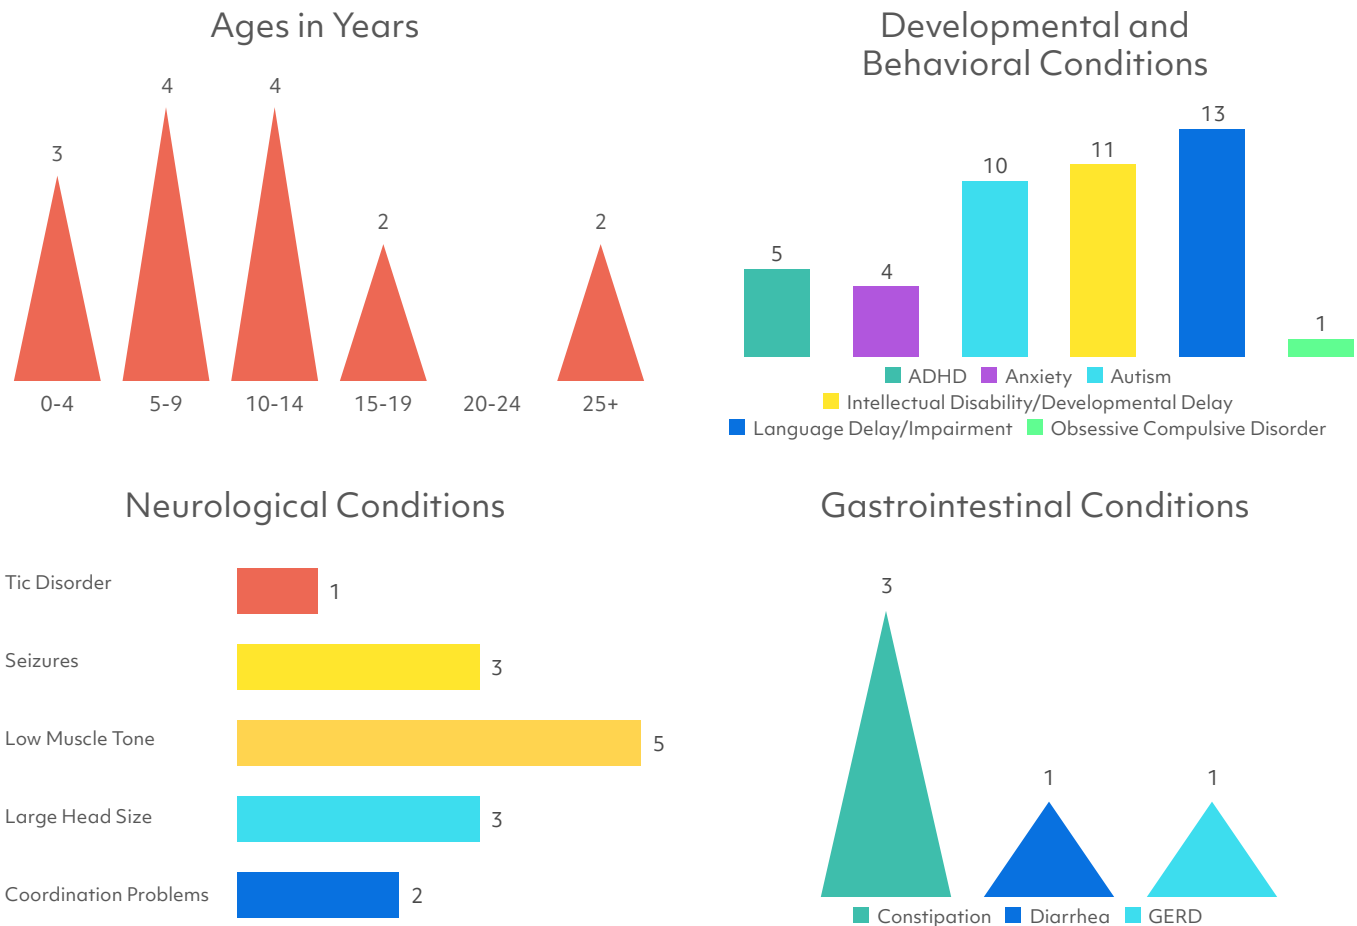 Ages in Years
3
4
4
2
2
0-4
5-9
10-14
15-19
20-24
25+
Developmental and
Behavioral Conditions
5
4
10
11
13
1
ADHD
Anxiety
Autism
Intellectual Disability/Developmental Delay
Language Delay/Impairment
Obsessive Compulsive Disorder
Neurological Conditions
Tic Disorder
1
Seizures
3
Low Muscle Tone
5
Large Head Size
3
Coordination Problems
2
Gastrointestinal Conditions
3
1
1
Constipation
Diarrhea
GERD